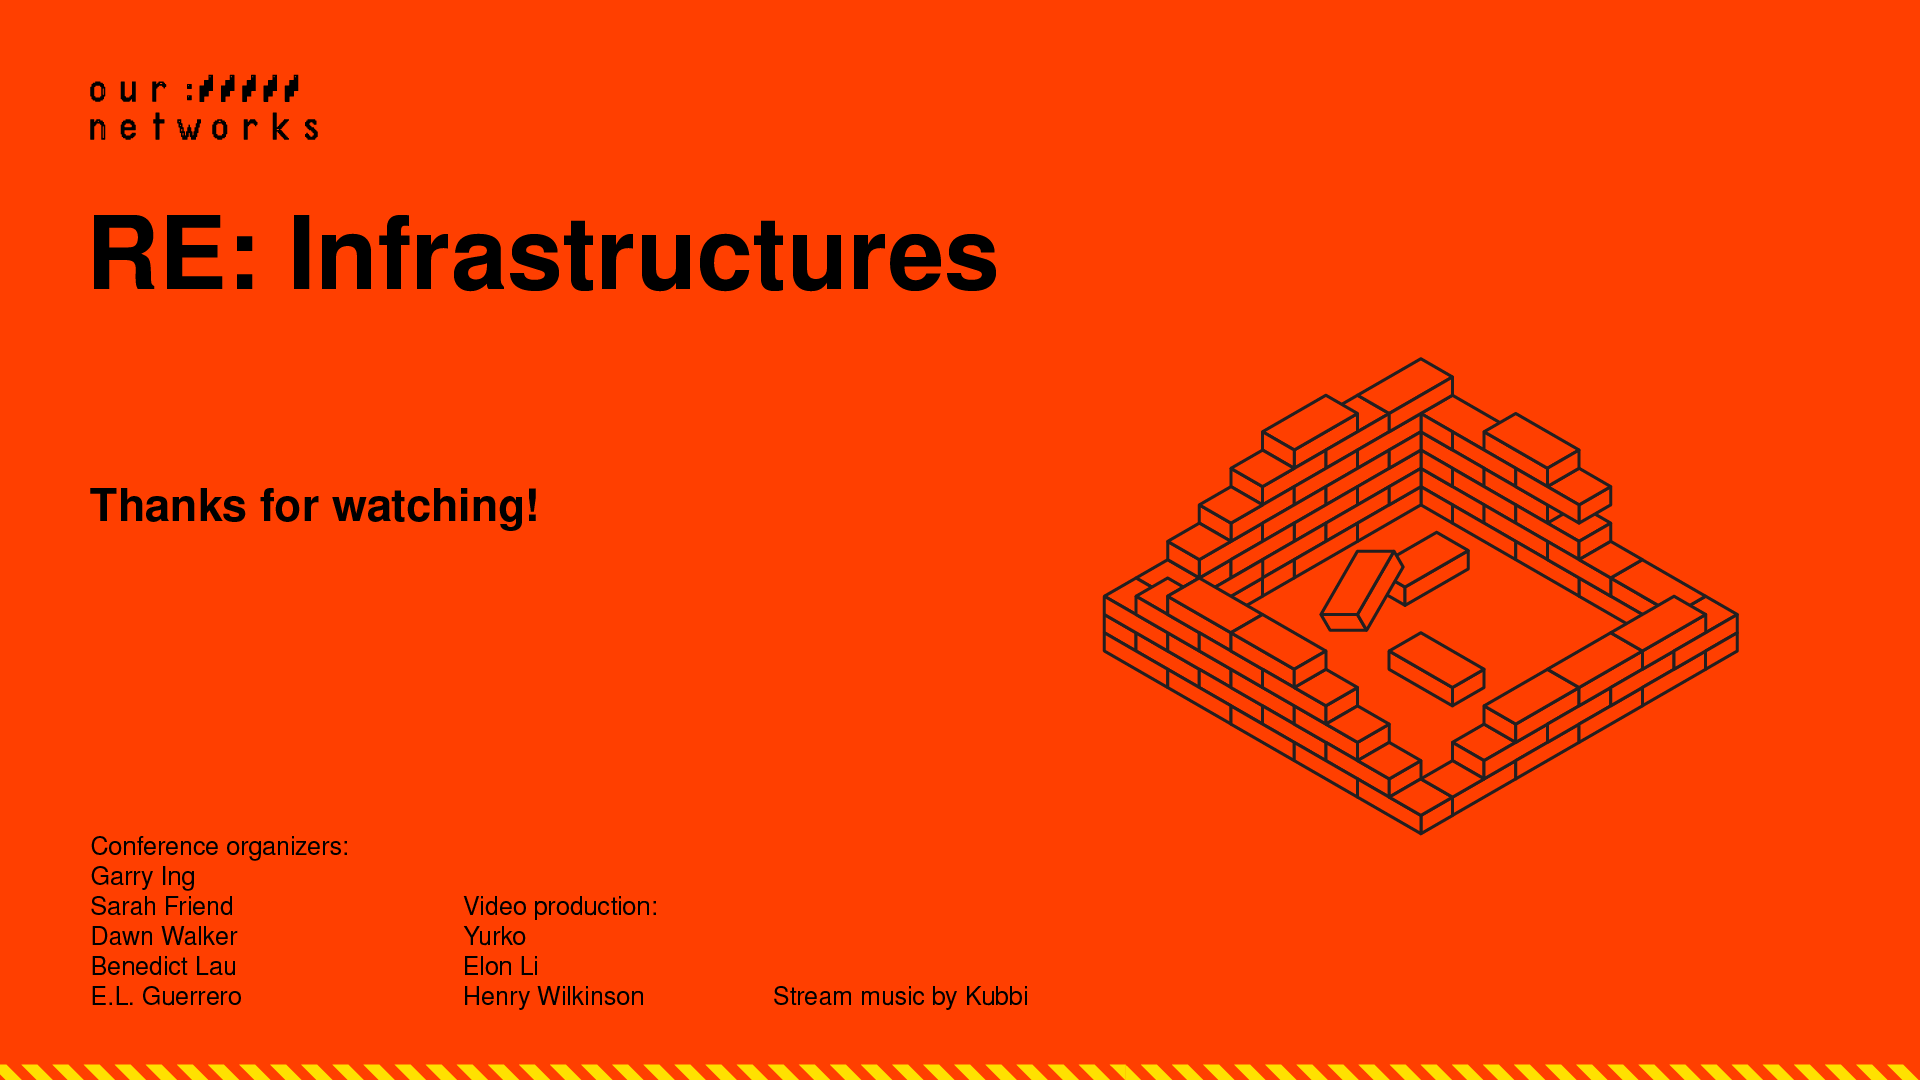 our:
networks
RE: Infrastructures
Thanks for watching!
Conference organizers:
Garry Ing
Sarah Friend
Dawn Walker
Benedict Lau
E.L. Guerrero
Video production:
Yurko
Elon Li
Henry Wilkinson
Stream music by Kubbi